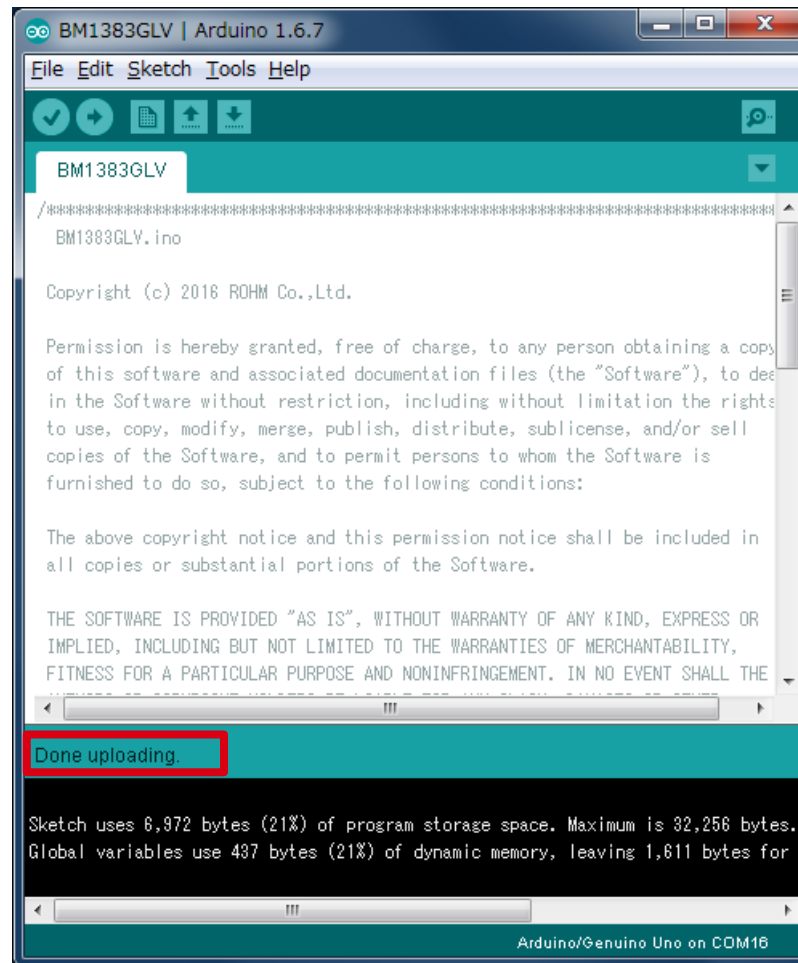 BM1383GLV | Arduino 1.6.7
File Edit Sketch Tools Help
BM1383GLV
/****************************************************************************
BM1383GLV.ino
Copyright (c) 2016 ROHM Co.,Ltd.
Permission is hereby granted, free of charge, to any person obtaining a copy
of this software and associated documentation files (the "Software"), to dea
in the Software without restriction, including without limitation the rights
to use, copy, modify, merge, publish, distribute, sublicense, and/or sell
copies of the Software, and to permit persons to whom the Software is
furnished to do so, subject to the following conditions:
The above copyright notice and this permission notice shall be included in
all copies or substantial portions of the Software.
THE SOFTWARE IS PROVIDED "AS IS", WITHOUT WARRANTY OF ANY KIND, EXPRESS OR
IMPLIED, INCLUDING BUT NOT LIMITED TO THE WARRANTIES OF MERCHANTABILITY,
FITNESS FOR A PARTICULAR PURPOSE AND NONINFRINGEMENT. IN NO EVENT SHALL THE
Done uploading.
Sketch uses 6,972 bytes (21%) of program storage space. Maximum is 32,256 bytes.
Global variables use 437 bytes (21%) of dynamic memory, leaving 1,611 bytes for
Arduino/Genuino Uno on COM16